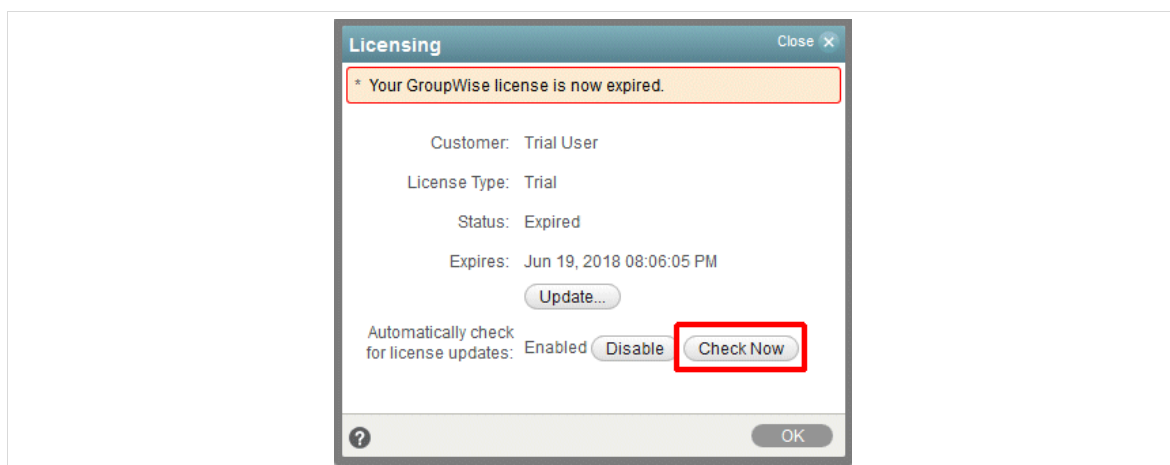 Licensing
Close
* Your GroupWise license is now expired.
Customer: Trial User
License Type: Trial
Status: Expired
Expires: Jun 19, 2018 08:06:05 PM
Update...
Automatically check
for license updates: Enabled Disable Check Now
? OK